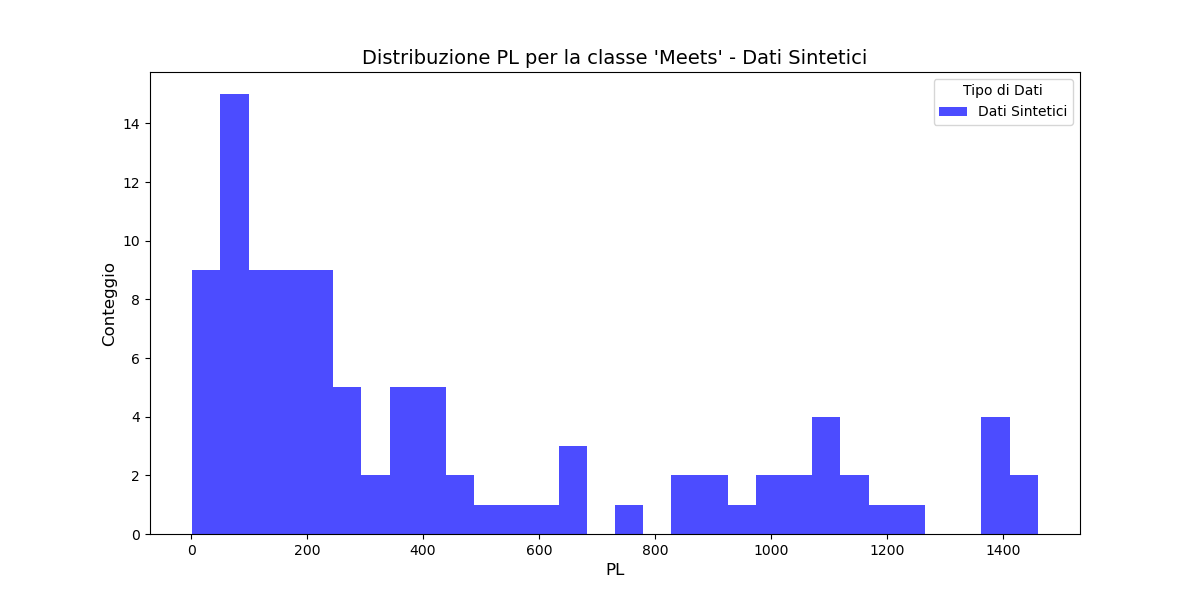 Distribuzione PL per la classe 'Meets' - Dati Sintetici
Tipo di Dati
Dati Sintetici
14
12
10
8
6
4
2
0
Conteggio
0 200 400 600 800 1000 1200 1400
PL